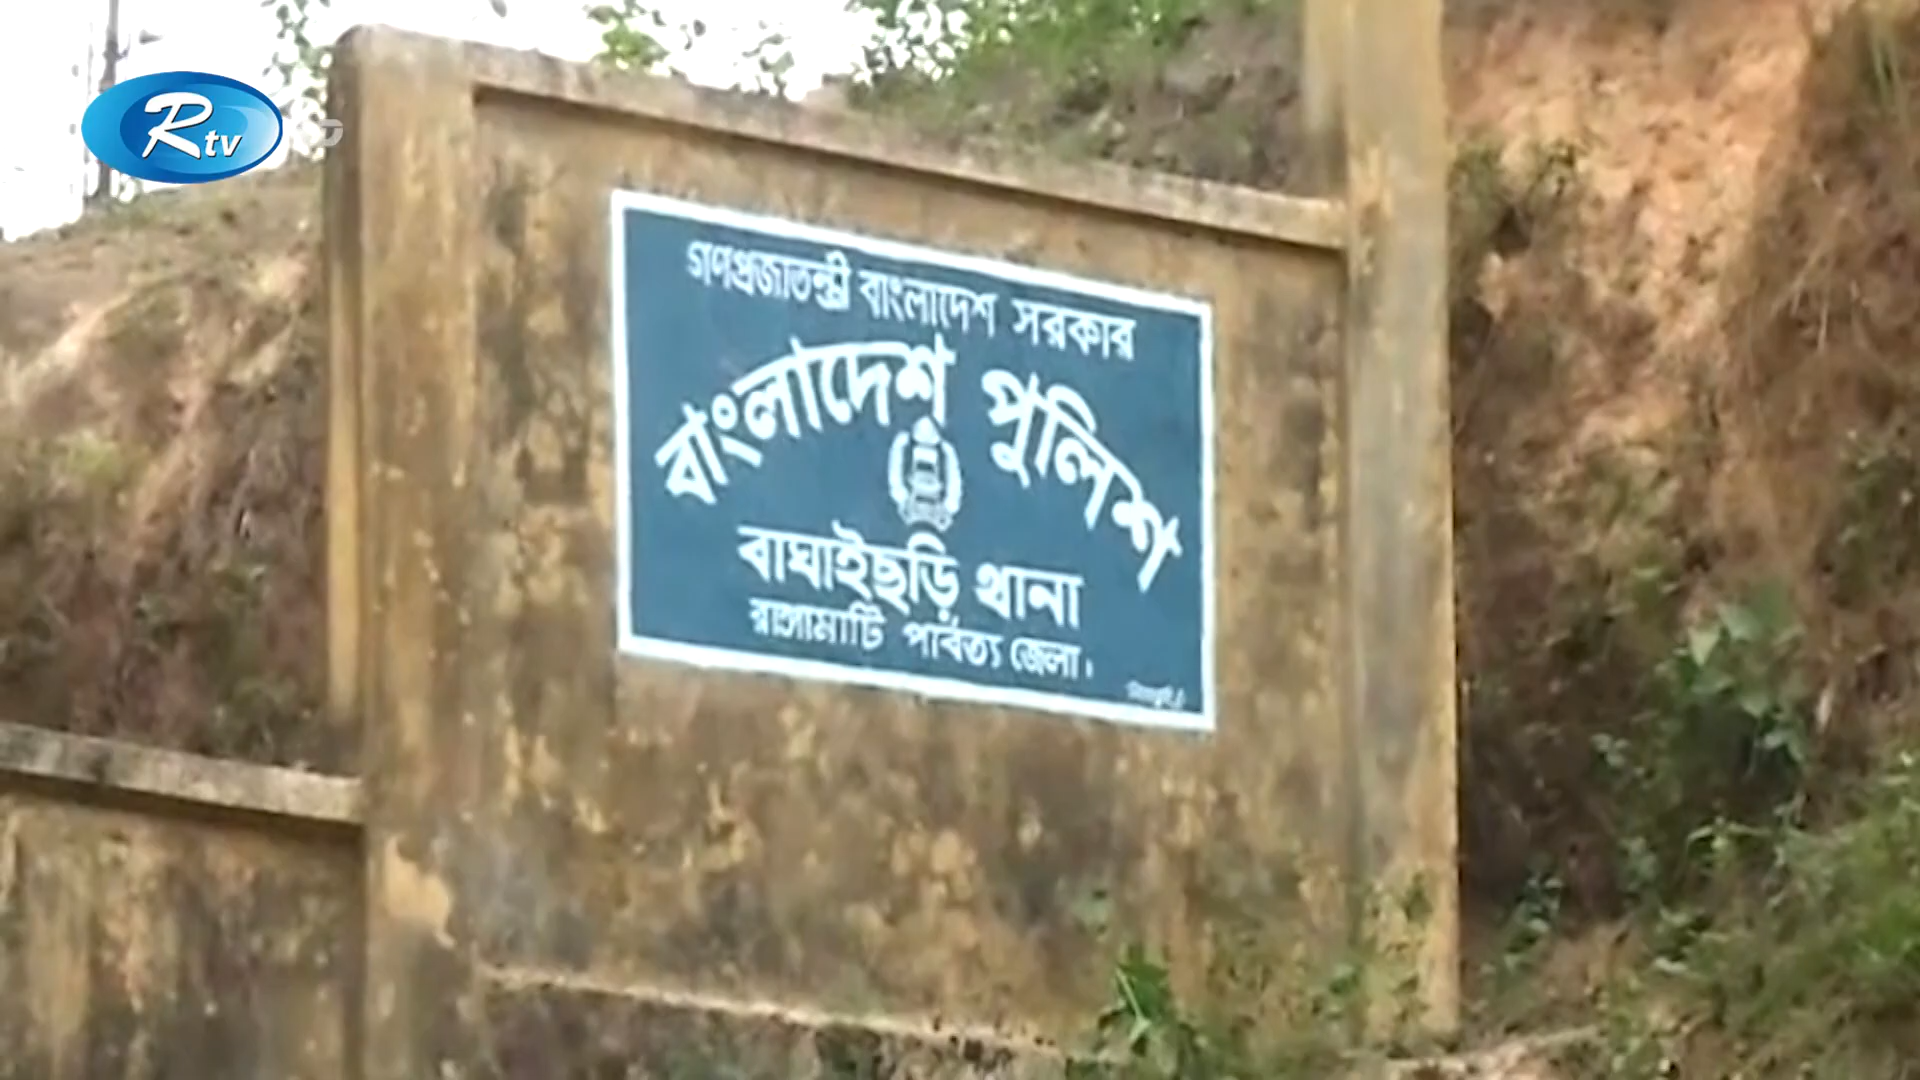 Rtv
গণপ্রজাতন্ত্রী বাংলাদেশ সরকার
বাংলাদেশ পুলিশ
বাঘাইছড়ি থানা
রাঙ্গামাটি পার্বত্য জেলা।